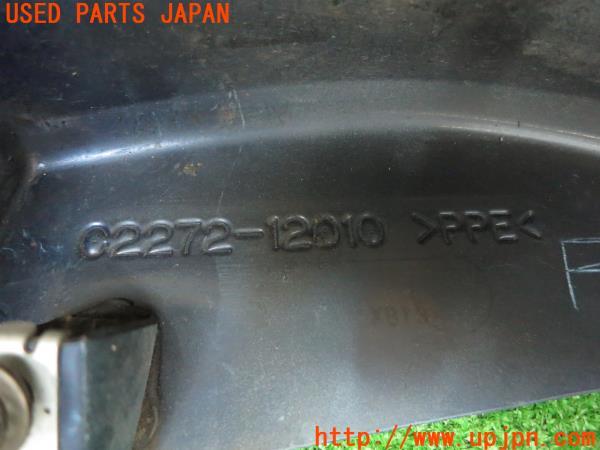 USED PARTS JAPAN
C2272-12010 >PPE<
F
http://www.upjpn.com/